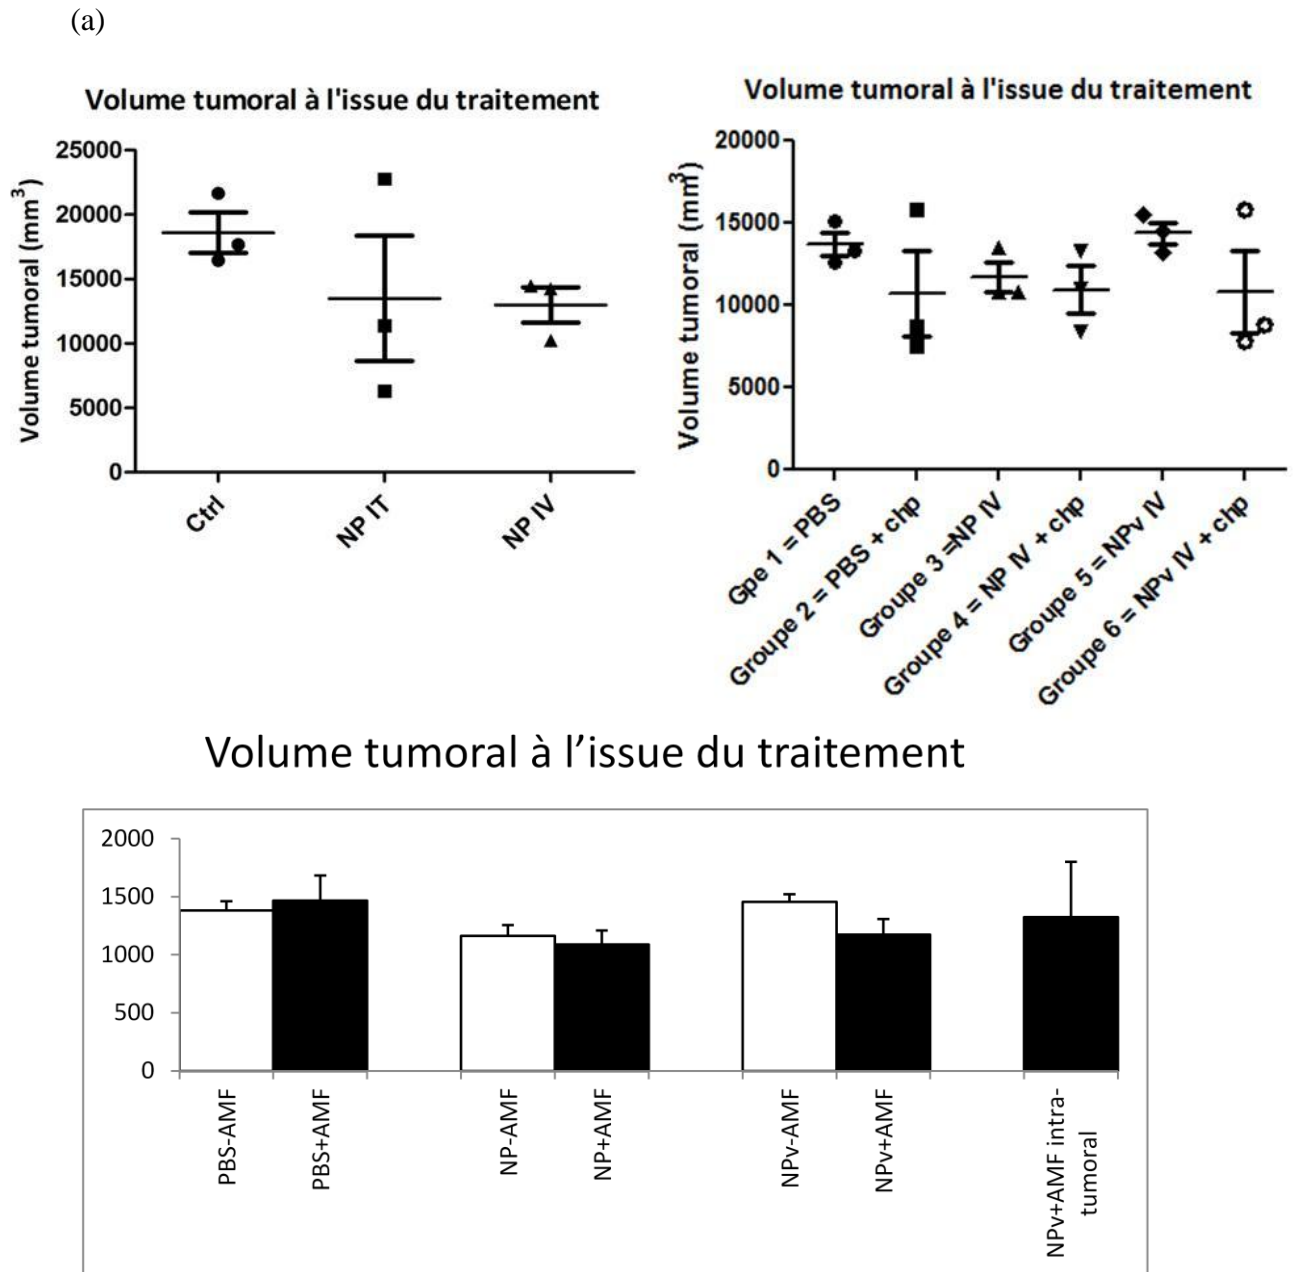 (a)
Volume tumoral à l'issue du traitement
Volume tumoral (mm³)
25000
20000
15000
10000
5000
0
Ctrl
NP IT
NP IV
Volume tumoral à l'issue du traitement
Volume tumoral (mm³)
20000
15000
10000
5000
0
Gpe 1 = PBS
Groupe 2 = PBS + chp
Groupe 3 =NP IV
Groupe 4 = NP IV + chp
Groupe 5 = NPv IV
Groupe 6 = NPv IV + chp
Volume tumoral à l’issue du traitement
2000
1500
1000
500
0
PBS-AMF
PBS+AMF
NP-AMF
NP+AMF
NPv-AMF
NPv+AMF
NPv+AMF intra-
tumoral